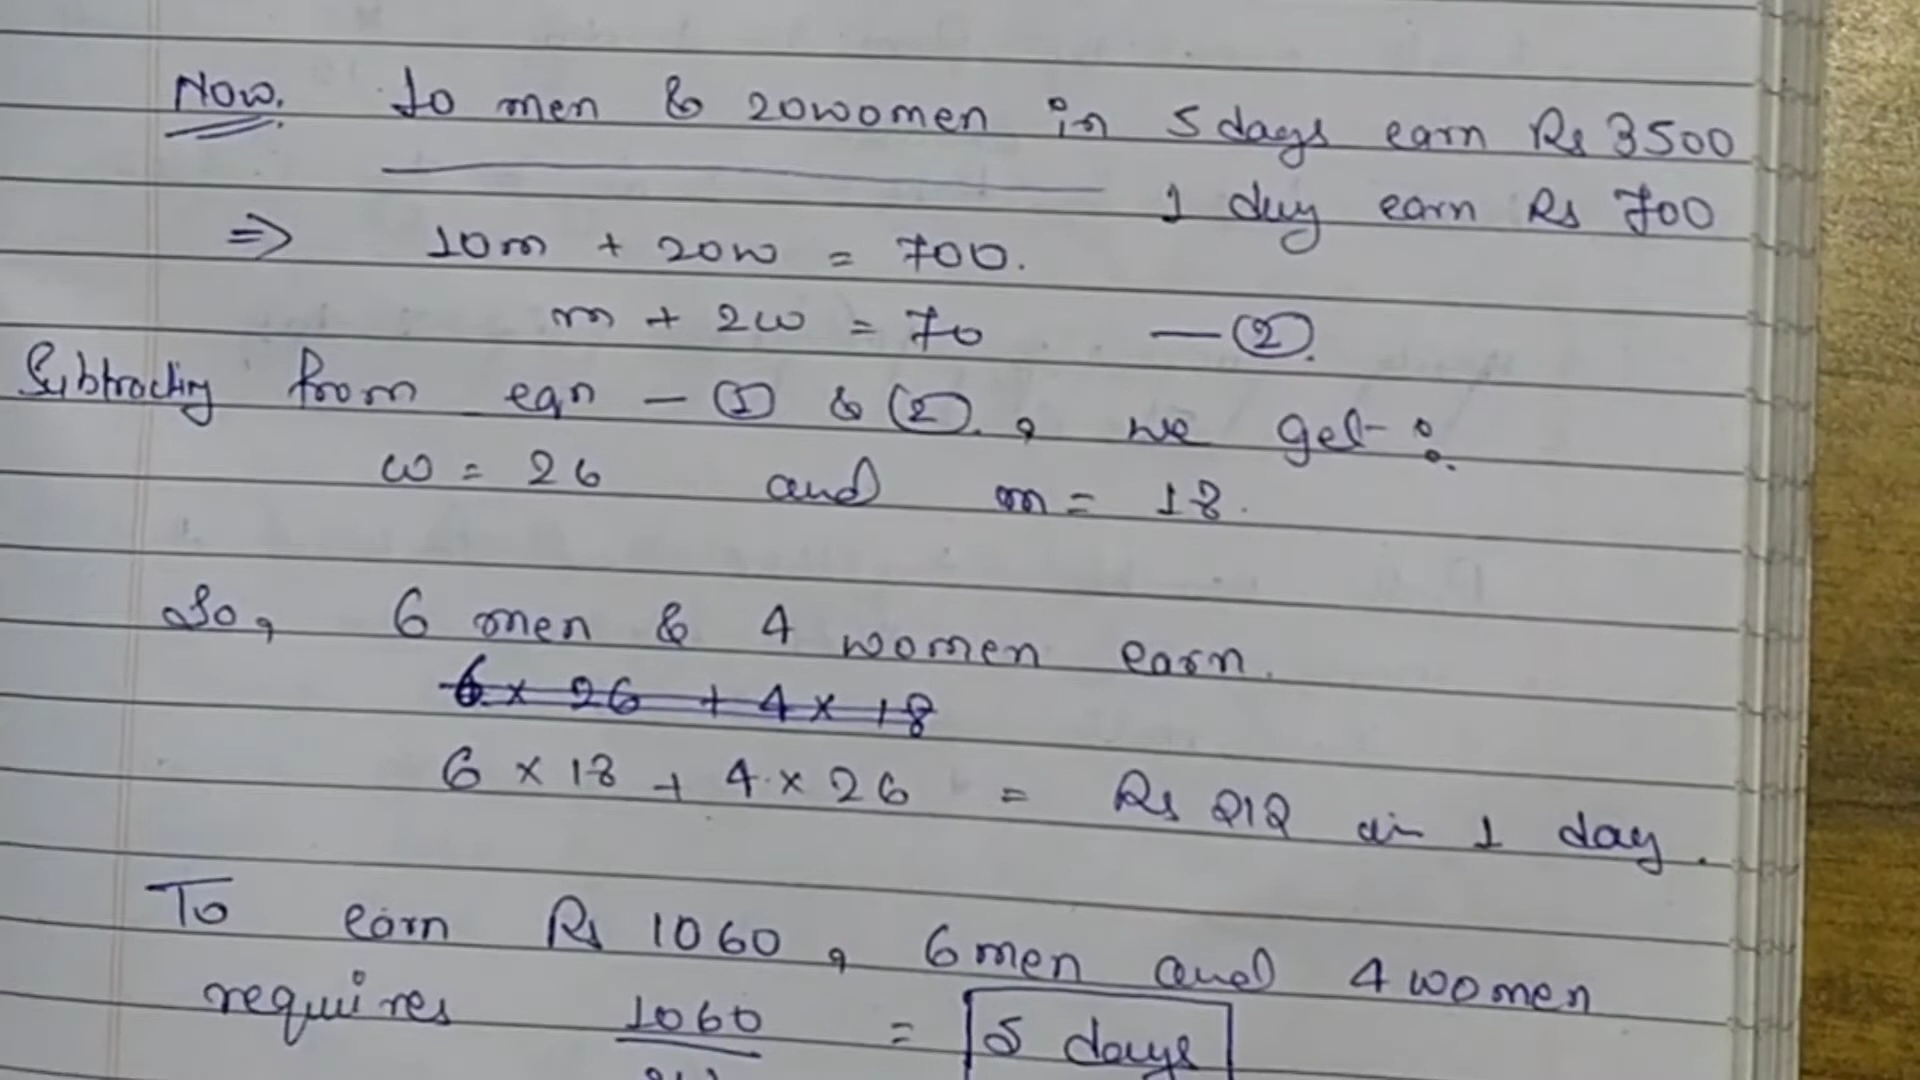 Now. 10 men & 20 women in 5 days earn Rs 3500
1 day earn Rs 700
⇒ 10m + 20w = 700.
m + 2w = 70 — (2).
Subtracting from eqn - (1) & (2), we get :
w = 26 and m = 18.
So, 6 men & 4 women earn.
6 × 26 + 4 × 18
6 × 18 + 4 × 26 = Rs 212 in 1 day.
To earn Rs 1060, 6 men and 4 women
requires 1060 = 5 days